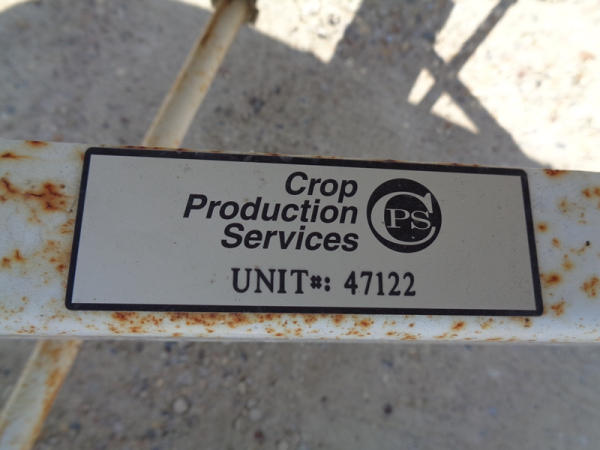 Crop
Production
Services
CPS
UNIT#: 47122